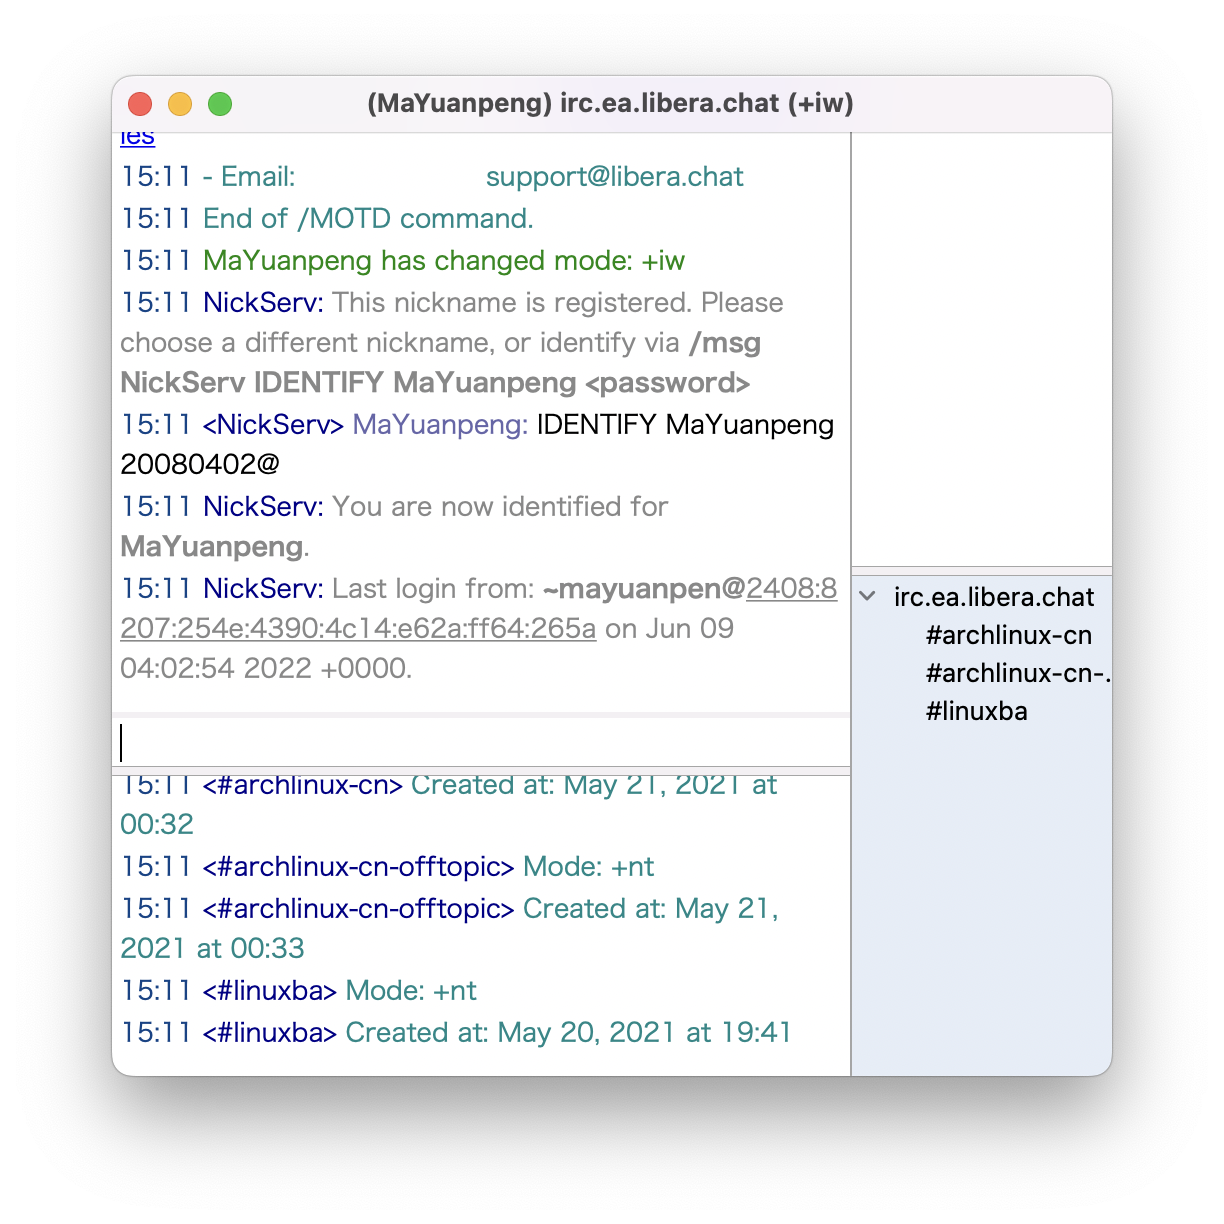 (MaYuanpeng) irc.ea.libera.chat (+iw)
ies
15:11 - Email: support@libera.chat
15:11 End of /MOTD command.
15:11 MaYuanpeng has changed mode: +iw
15:11 NickServ: This nickname is registered. Please
choose a different nickname, or identify via /msg
NickServ IDENTIFY MaYuanpeng <password>
15:11 <NickServ> MaYuanpeng: IDENTIFY MaYuanpeng
20080402@
15:11 NickServ: You are now identified for
MaYuanpeng.
15:11 NickServ: Last login from: ~mayuanpen@2408:8
207:254e:4390:4c14:e62a:ff64:265a on Jun 09
04:02:54 2022 +0000.
15:11 <#archlinux-cn> Created at: May 21, 2021 at
00:32
15:11 <#archlinux-cn-offtopic> Mode: +nt
15:11 <#archlinux-cn-offtopic> Created at: May 21,
2021 at 00:33
15:11 <#linuxba> Mode: +nt
15:11 <#linuxba> Created at: May 20, 2021 at 19:41
irc.ea.libera.chat
#archlinux-cn
#archlinux-cn-.
#linuxba